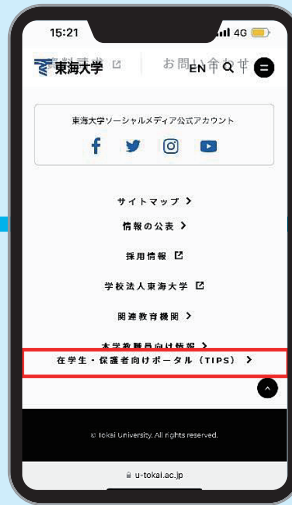 15:21
4G
資料請求 お問い合わせ
東海大学
EN
東海大学ソーシャルメディア公式アカウント
サイトマップ
情報の公表
採用情報
学校法人東海大学
関連教育機関
本学教職員向け情報
在学生・保護者向けポータル（TIPS）
© Tokai University. All rights reserved.
u-tokai.ac.jp